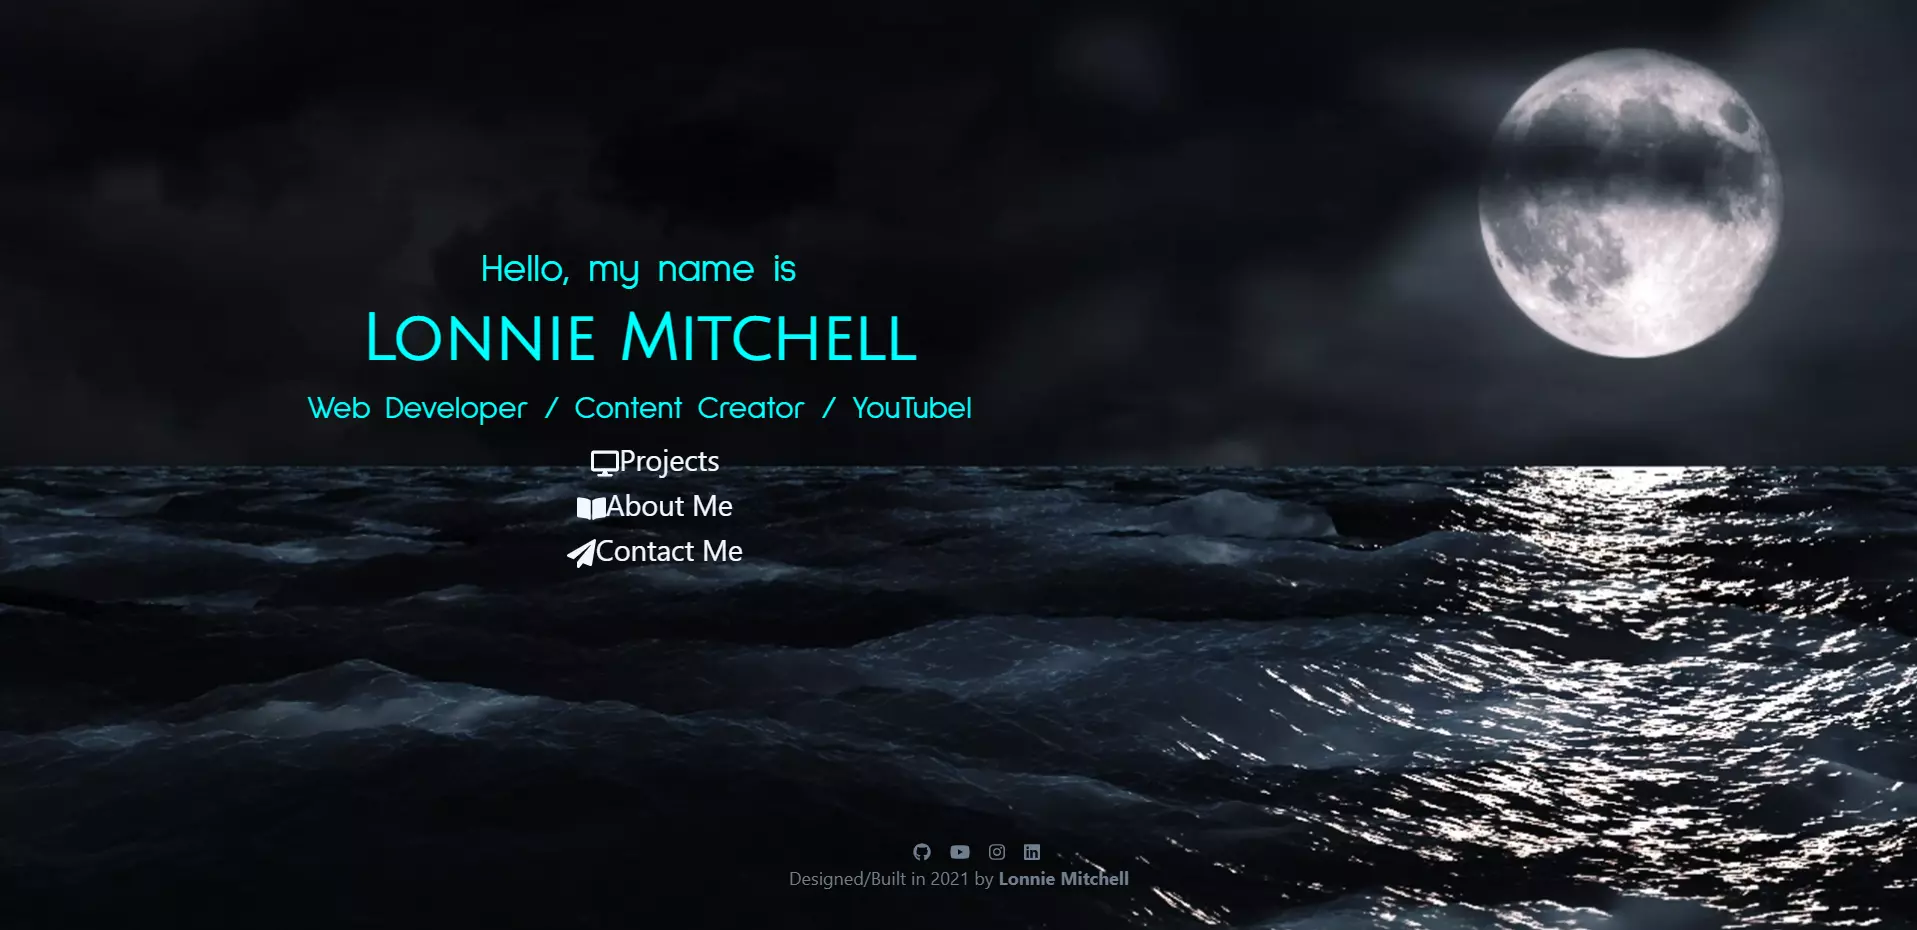 Hello, my name is
Lonnie Mitchell
Web Developer / Content Creator / YouTubel
Projects
About Me
Contact Me
Designed/Built in 2021 by Lonnie Mitchell